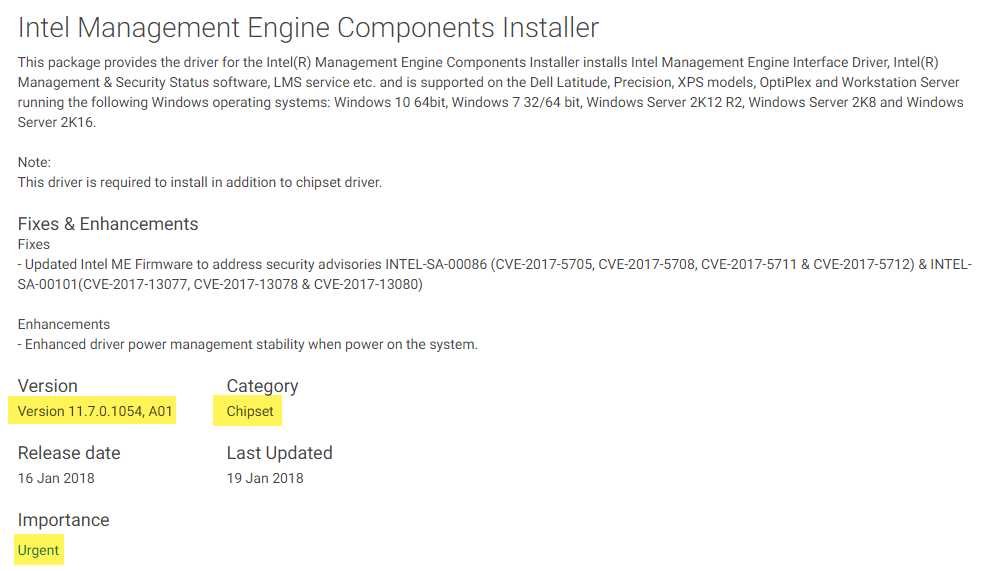 Intel Management Engine Components Installer
This package provides the driver for the Intel(R) Management Engine Components Installer installs Intel Management Engine Interface Driver, Intel(R)
Management & Security Status software, LMS service etc. and is supported on the Dell Latitude, Precision, XPS models, OptiPlex and Workstation Server
running the following Windows operating systems: Windows 10 64bit, Windows 7 32/64 bit, Windows Server 2K12 R2, Windows Server 2K8 and Windows
Server 2K16.
Note:
This driver is required to install in addition to chipset driver.
Fixes & Enhancements
Fixes
- Updated Intel ME Firmware to address security advisories INTEL-SA-00086 (CVE-2017-5705, CVE-2017-5708, CVE-2017-5711 & CVE-2017-5712) & INTEL-
SA-00101(CVE-2017-13077, CVE-2017-13078 & CVE-2017-13080)
Enhancements
- Enhanced driver power management stability when power on the system.
Version
Version 11.7.0.1054, A01
Category
Chipset
Release date
16 Jan 2018
Last Updated
19 Jan 2018
Importance
Urgent